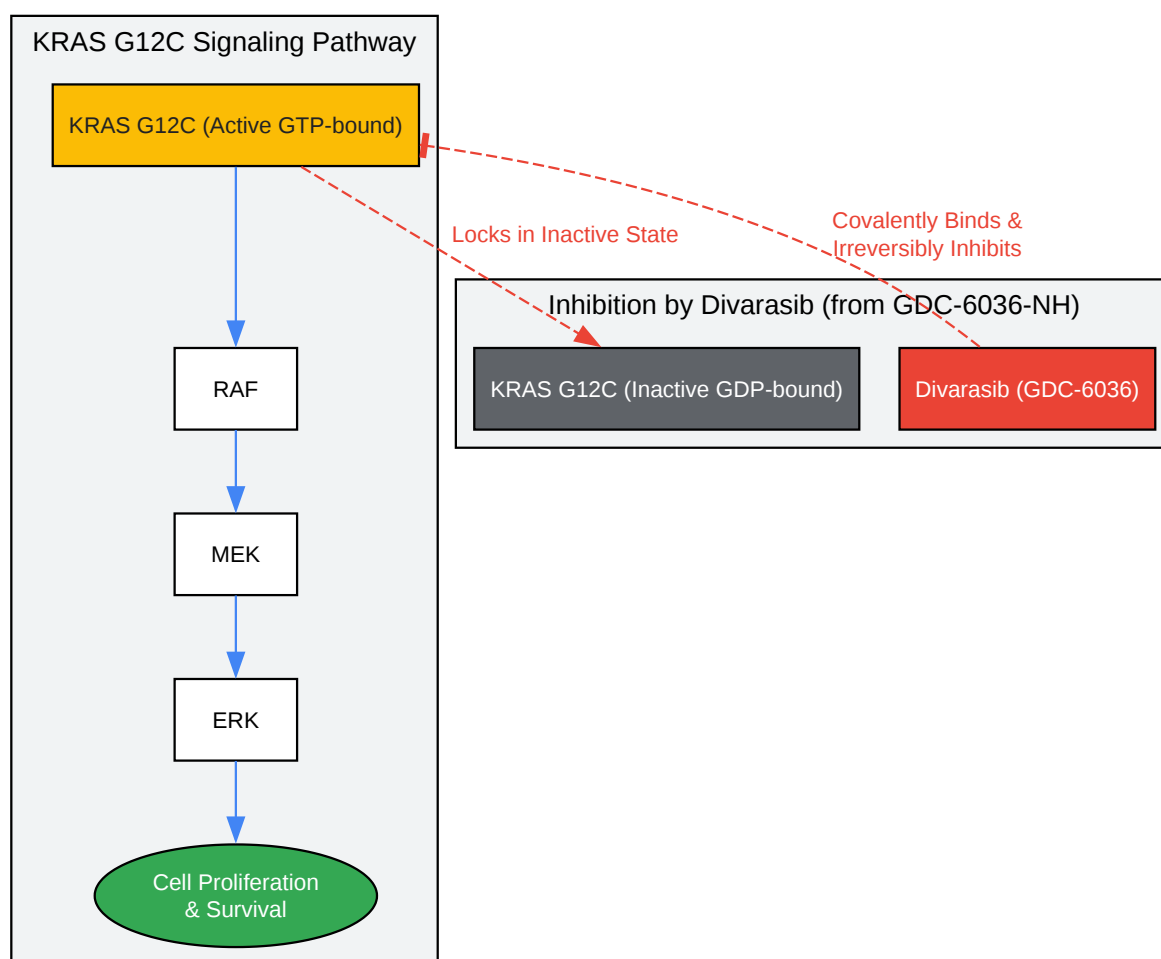 KRAS G12C Signaling Pathway
KRAS G12C (Active GTP-bound)
Locks in Inactive State
Covalently Binds &
Irreversibly Inhibits
Inhibition by Divarasib (from GDC-6036-NH)
KRAS G12C (Inactive GDP-bound)
Divarasib (GDC-6036)
RAF
MEK
ERK
Cell Proliferation
& Survival